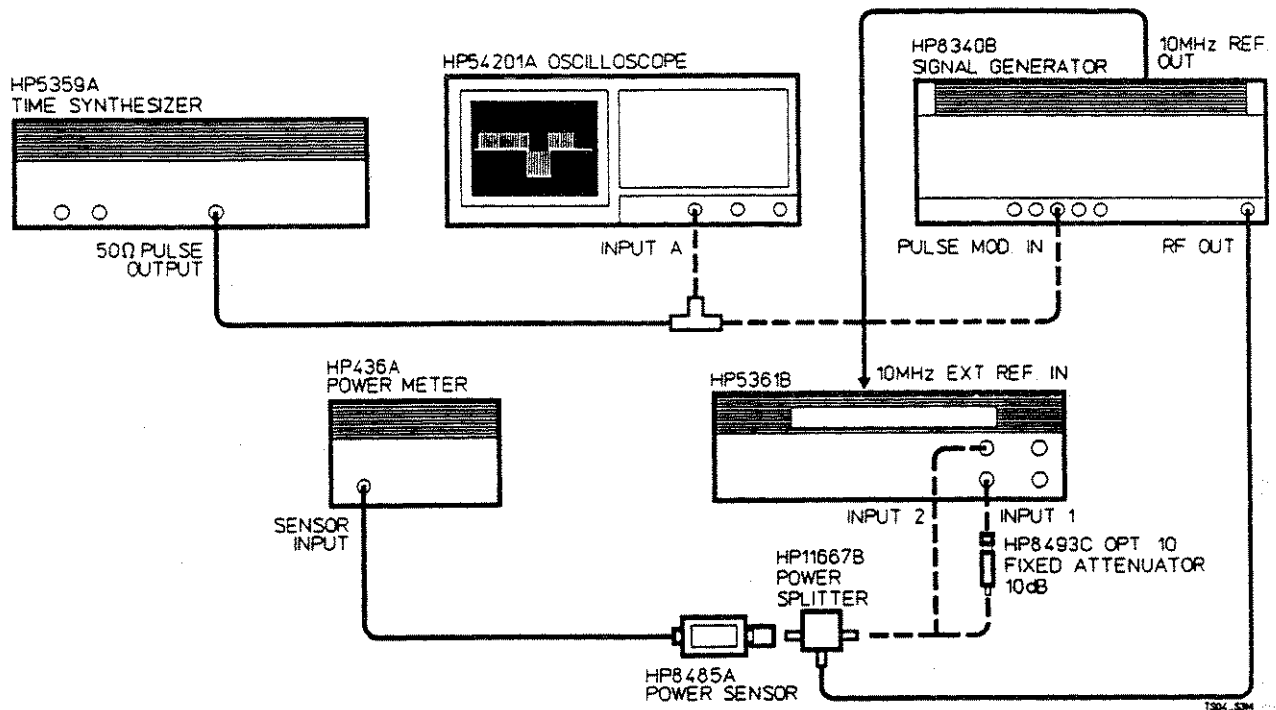 HP5359A
TIME SYNTHESIZER
50Ω PULSE
OUTPUT
HP54201A OSCILLOSCOPE
INPUT A
HP8340B
SIGNAL GENERATOR
10MHz REF.
OUT
PULSE MOD. IN
RF OUT
HP436A
POWER METER
SENSOR
INPUT
HP5361B
10MHz EXT REF. IN
INPUT 2
INPUT 1
HP8493C OPT 10
FIXED ATTENUATOR
10dB
HP11667B
POWER
SPLITTER
HP8485A
POWER SENSOR
TS04_S3M